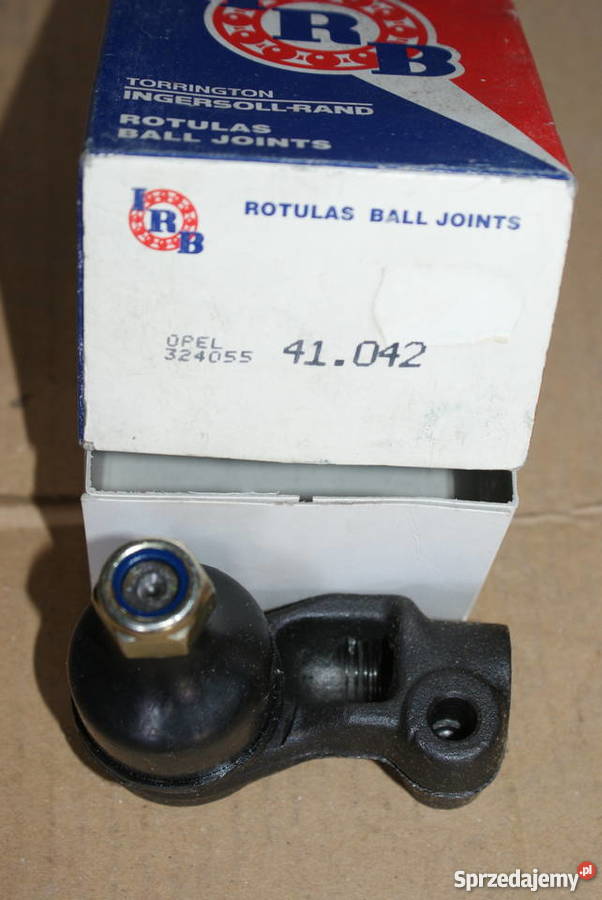 IRB
TORRINGTON
INGERSOLL-RAND
ROTULAS
BALL JOINTS
IRB
ROTULAS BALL JOINTS
OPEL
324055 41.042
Sprzedajemy.pl